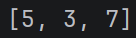 [5, 3, 7]